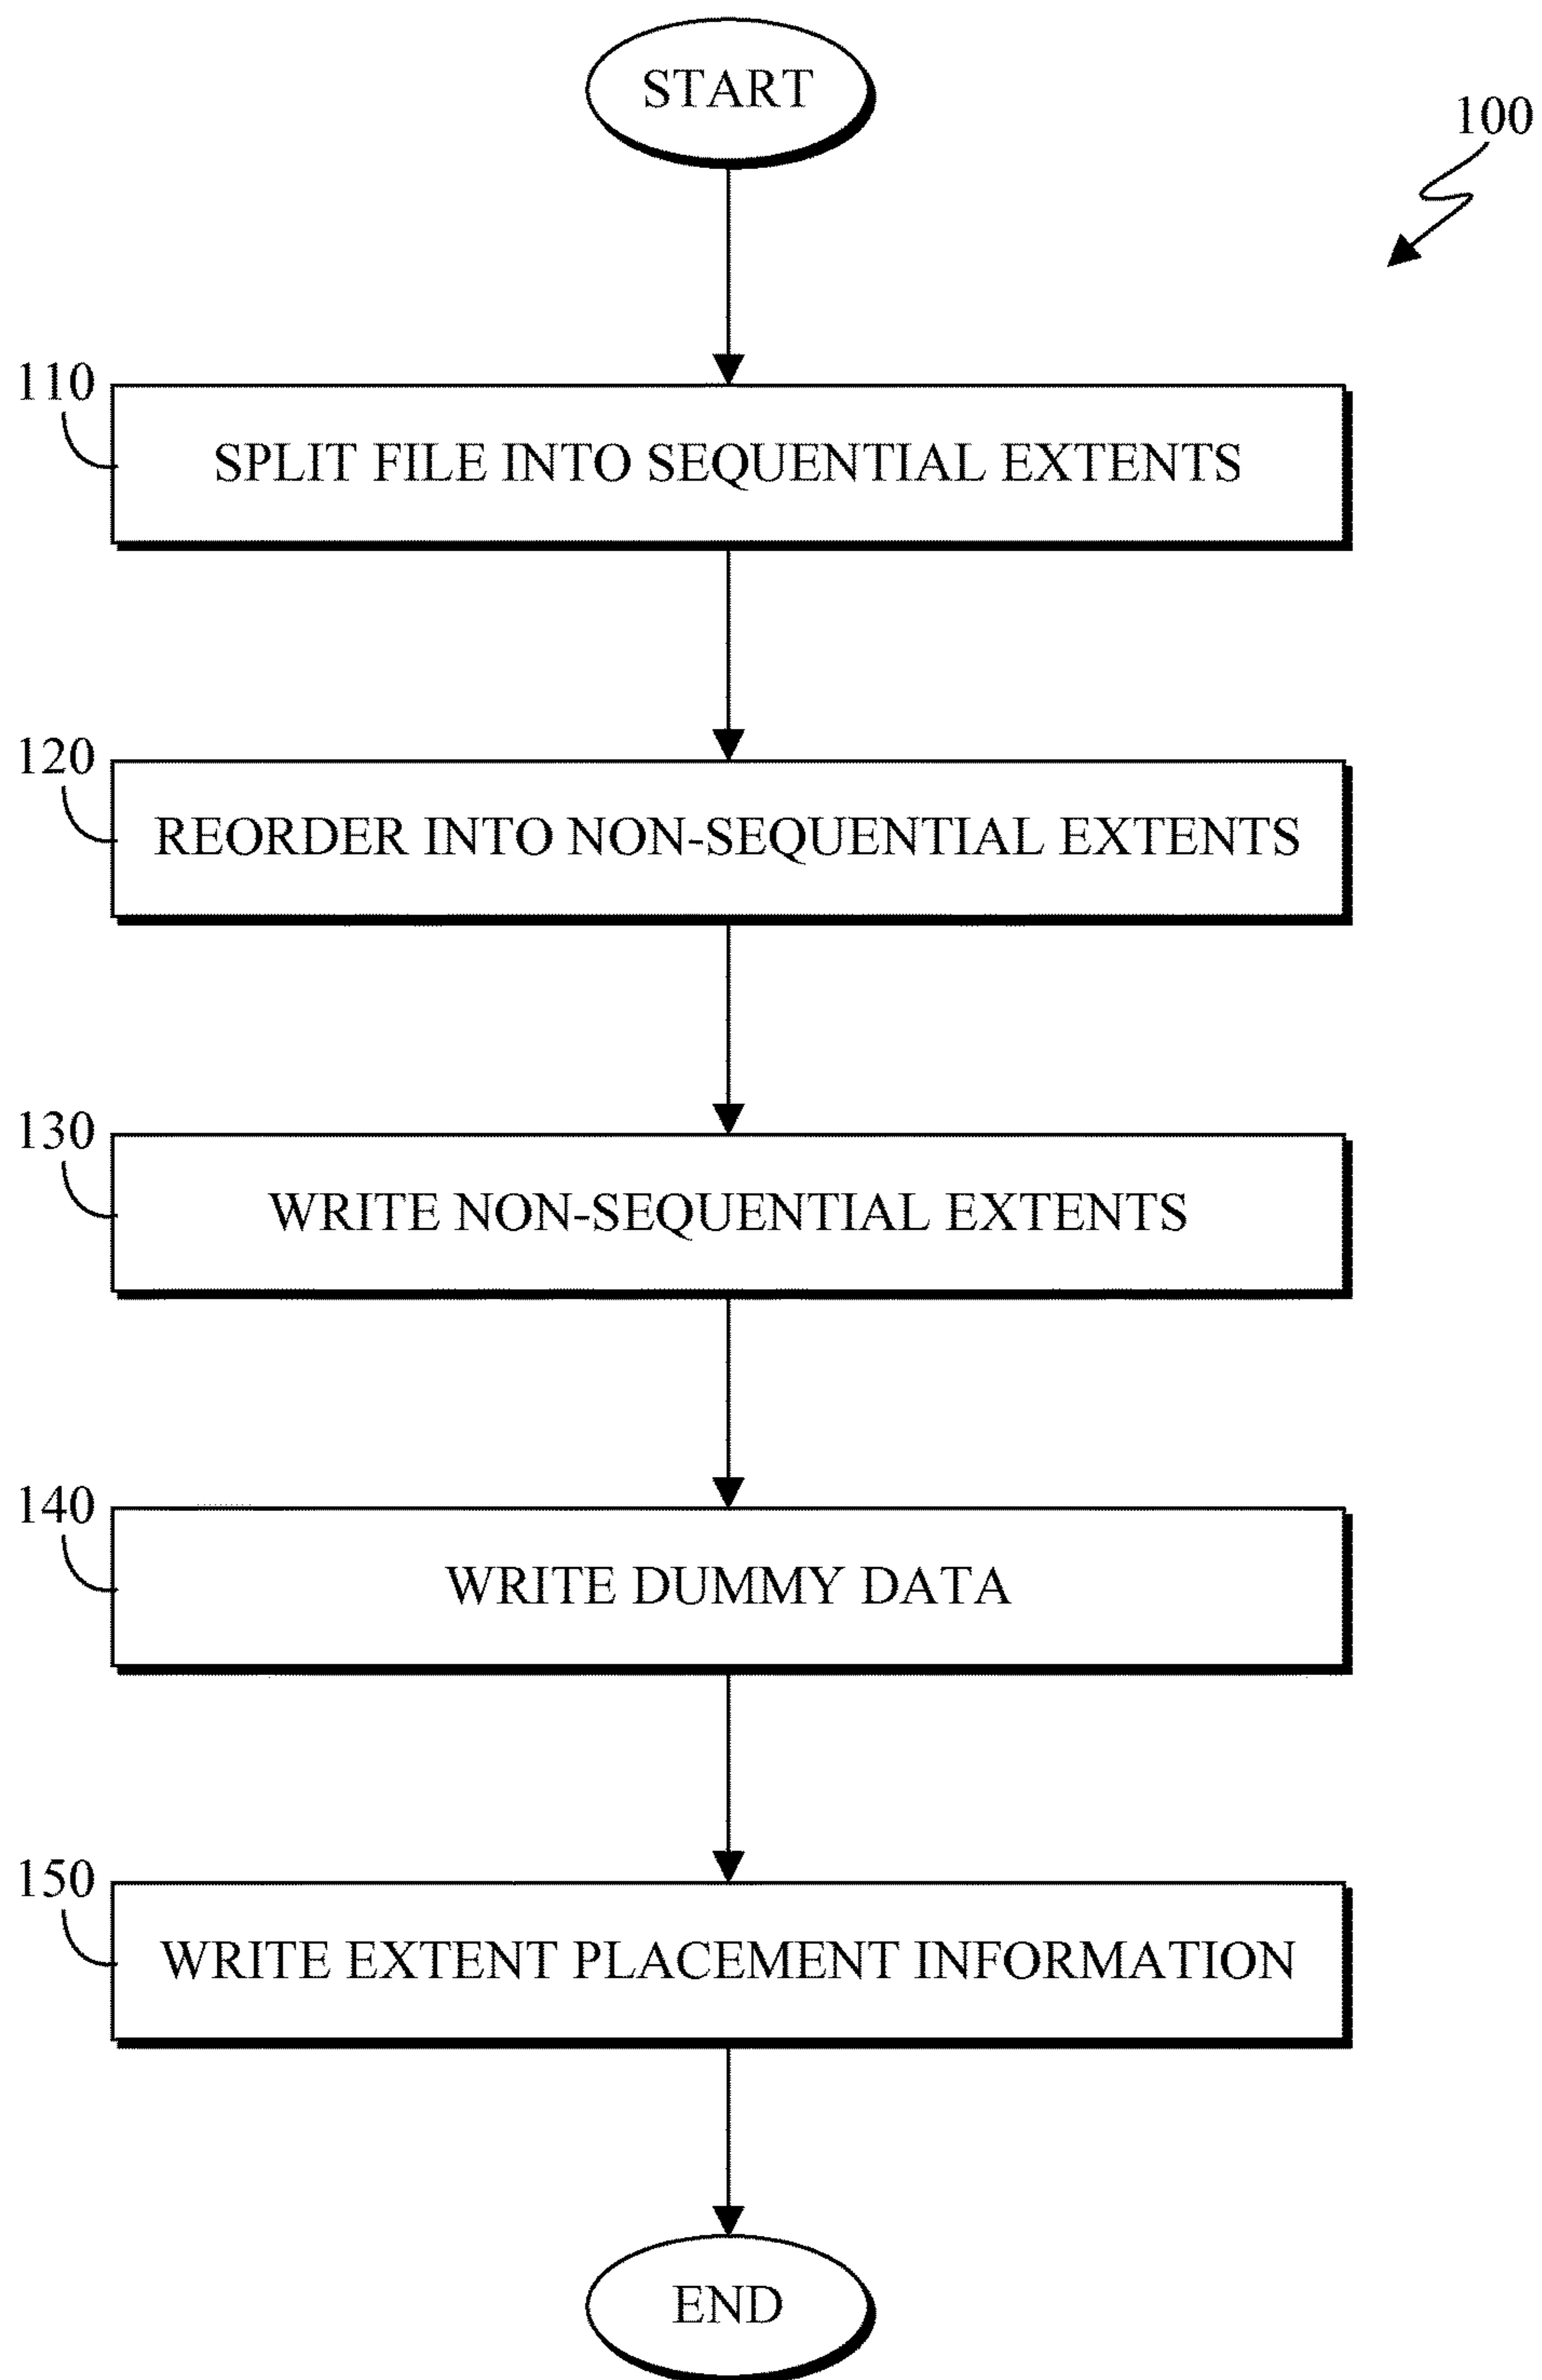 START
100
110
SPLIT FILE INTO SEQUENTIAL EXTENTS
120
REORDER INTO NON-SEQUENTIAL EXTENTS
130
WRITE NON-SEQUENTIAL EXTENTS
140
WRITE DUMMY DATA
150
WRITE EXTENT PLACEMENT INFORMATION
END